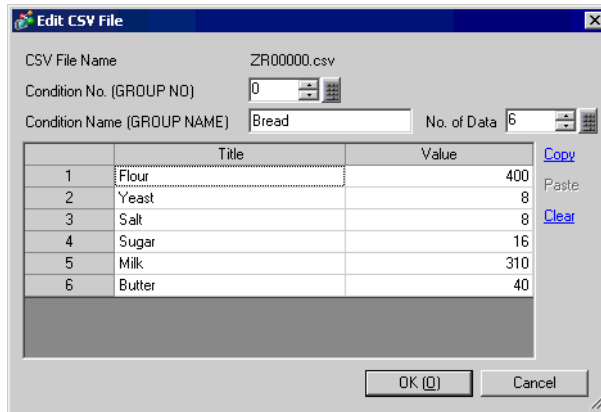 Edit CSV File
CSV File Name ZR00000.csv
Condition No. (GROUP NO) 0
Condition Name (GROUP NAME) Bread No. of Data 6
Title Value Copy
1 Flour 400
Paste
2 Yeast 8
3 Salt 8 Clear
4 Sugar 16
5 Milk 310
6 Butter 40
OK (O) Cancel